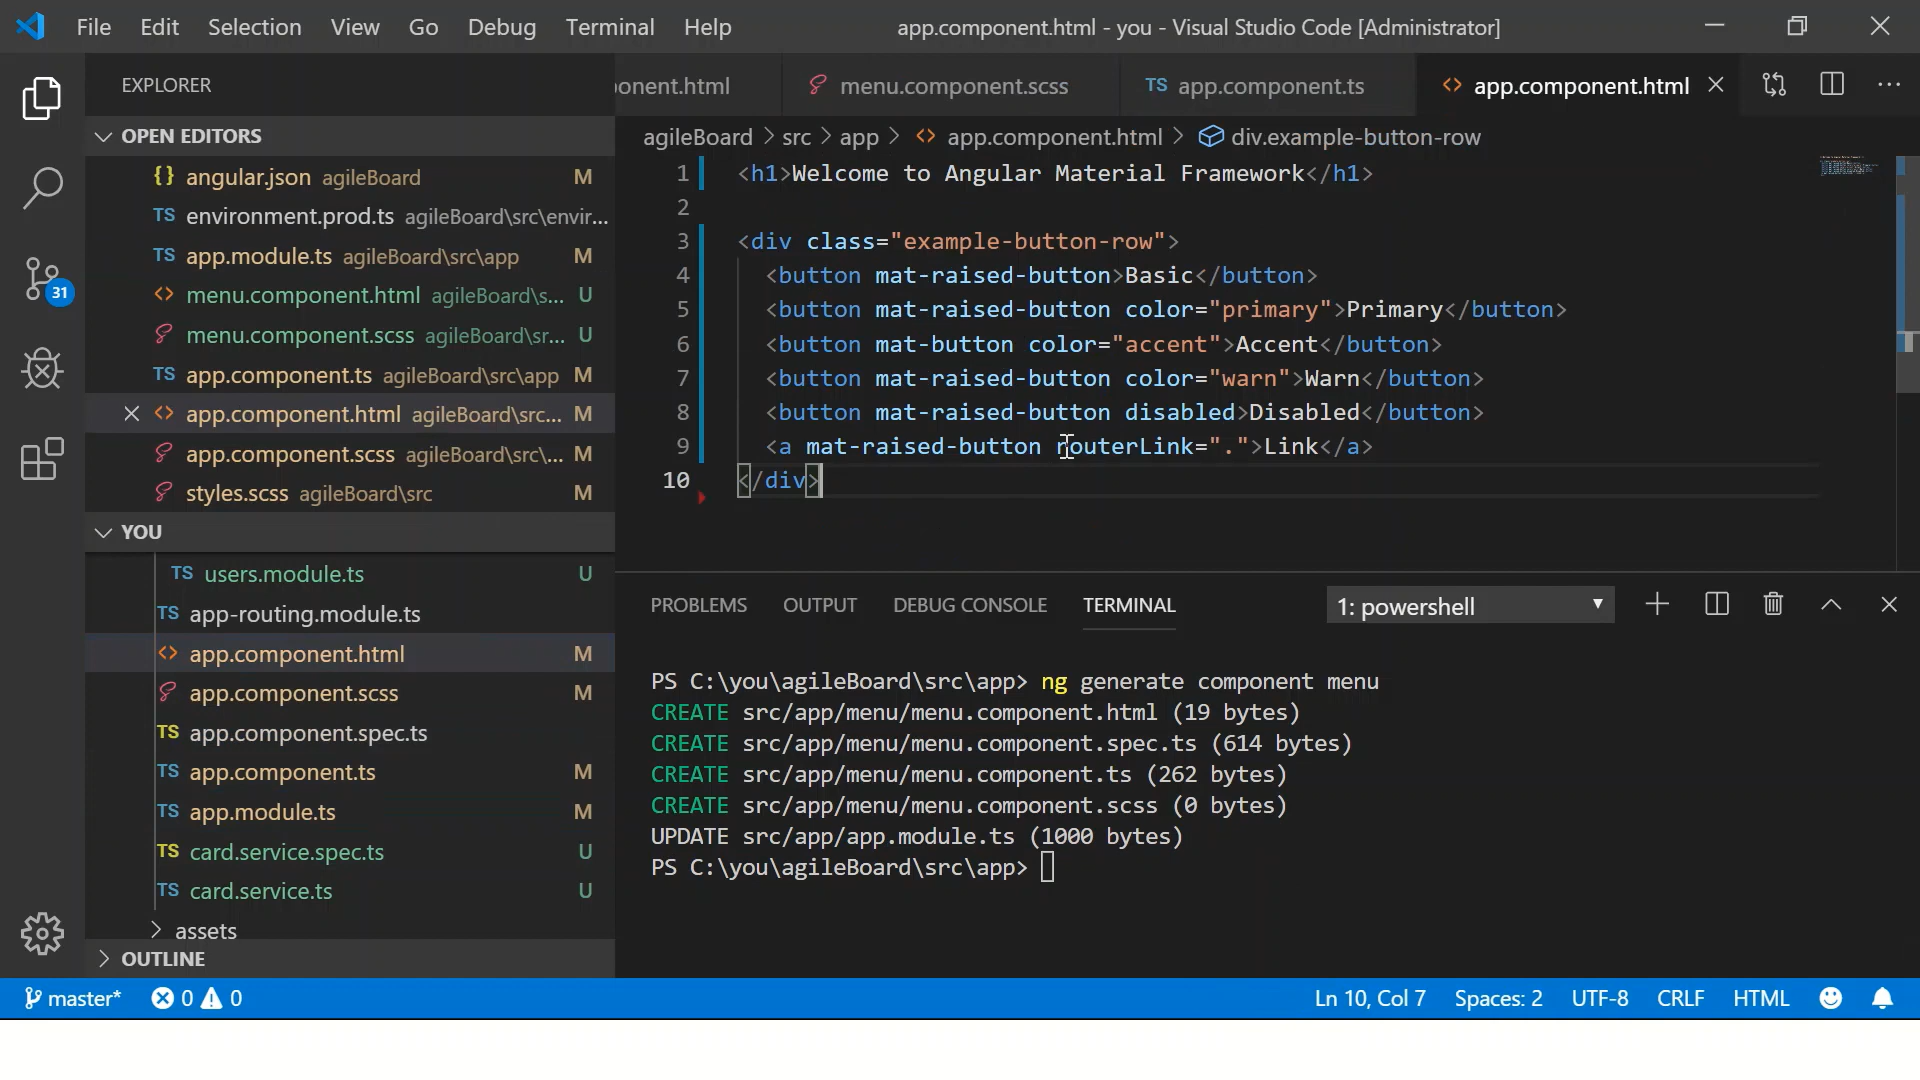 File Edit Selection View Go Debug Terminal Help app.component.html - you - Visual Studio Code [Administrator]
EXPLORER
OPEN EDITORS
{} angular.json agileBoard M
TS environment.prod.ts agileBoard\src\envir...
TS app.module.ts agileBoard\src\app M
<> menu.component.html agileBoard\s... U
menu.component.scss agileBoard\sr... U
TS app.component.ts agileBoard\src\app M
<> app.component.html agileBoard\src... M
app.component.scss agileBoard\sr... M
styles.scss agileBoard\src M
YOU
TS users.module.ts U
TS app-routing.module.ts
<> app.component.html M
app.component.scss M
TS app.component.spec.ts
TS app.component.ts M
TS app.module.ts M
TS card.service.spec.ts U
TS card.service.ts U
assets
OUTLINE
31
ponent.html menu.component.scss TS app.component.ts <> app.component.html
agileBoard > src > app > <> app.component.html > div.example-button-row
1 <h1>Welcome to Angular Material Framework</h1>
2
3 <div class="example-button-row">
4 <button mat-raised-button>Basic</button>
5 <button mat-raised-button color="primary">Primary</button>
6 <button mat-button color="accent">Accent</button>
7 <button mat-raised-button color="warn">Warn</button>
8 <button mat-raised-button disabled>Disabled</button>
9 <a mat-raised-button routerLink=".">Link</a>
10 </div>
PROBLEMS OUTPUT DEBUG CONSOLE TERMINAL 1: powershell
PS C:\you\agileBoard\src\app> ng generate component menu
CREATE src/app/menu/menu.component.html (19 bytes)
CREATE src/app/menu/menu.component.spec.ts (614 bytes)
CREATE src/app/menu/menu.component.ts (262 bytes)
CREATE src/app/menu/menu.component.scss (0 bytes)
UPDATE src/app/app.module.ts (1000 bytes)
PS C:\you\agileBoard\src\app>
master* 0 0 Ln 10, Col 7 Spaces: 2 UTF-8 CRLF HTML